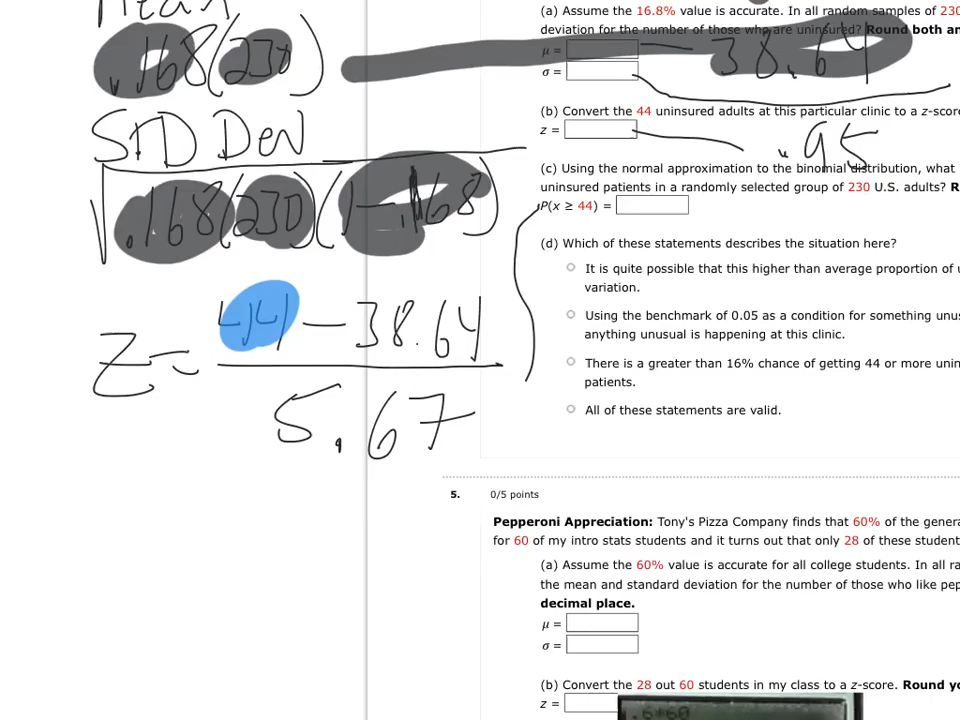 Mean
.168(230)
STD Dev
.168(230)(1-.168)
Z = 44 - 38.64
5.67
(a) Assume the 16.8% value is accurate. In all random samples of 230
deviation for the number of those who are uninsured? Round both an
μ = 38.64
σ =
(b) Convert the 44 uninsured adults at this particular clinic to a z-score
z = .95
(c) Using the normal approximation to the binomial distribution, what
uninsured patients in a randomly selected group of 230 U.S. adults? R
P(x ≥ 44) =
(d) Which of these statements describes the situation here?
It is quite possible that this higher than average proportion of u
variation.
Using the benchmark of 0.05 as a condition for something unus
anything unusual is happening at this clinic.
There is a greater than 16% chance of getting 44 or more unin
patients.
All of these statements are valid.
5. 0/5 points
Pepperoni Appreciation: Tony's Pizza Company finds that 60% of the genera
for 60 of my intro stats students and it turns out that only 28 of these student
(a) Assume the 60% value is accurate for all college students. In all ra
the mean and standard deviation for the number of those who like pep
decimal place.
μ =
σ =
(b) Convert the 28 out 60 students in my class to a z-score. Round yo
z =
.6*60